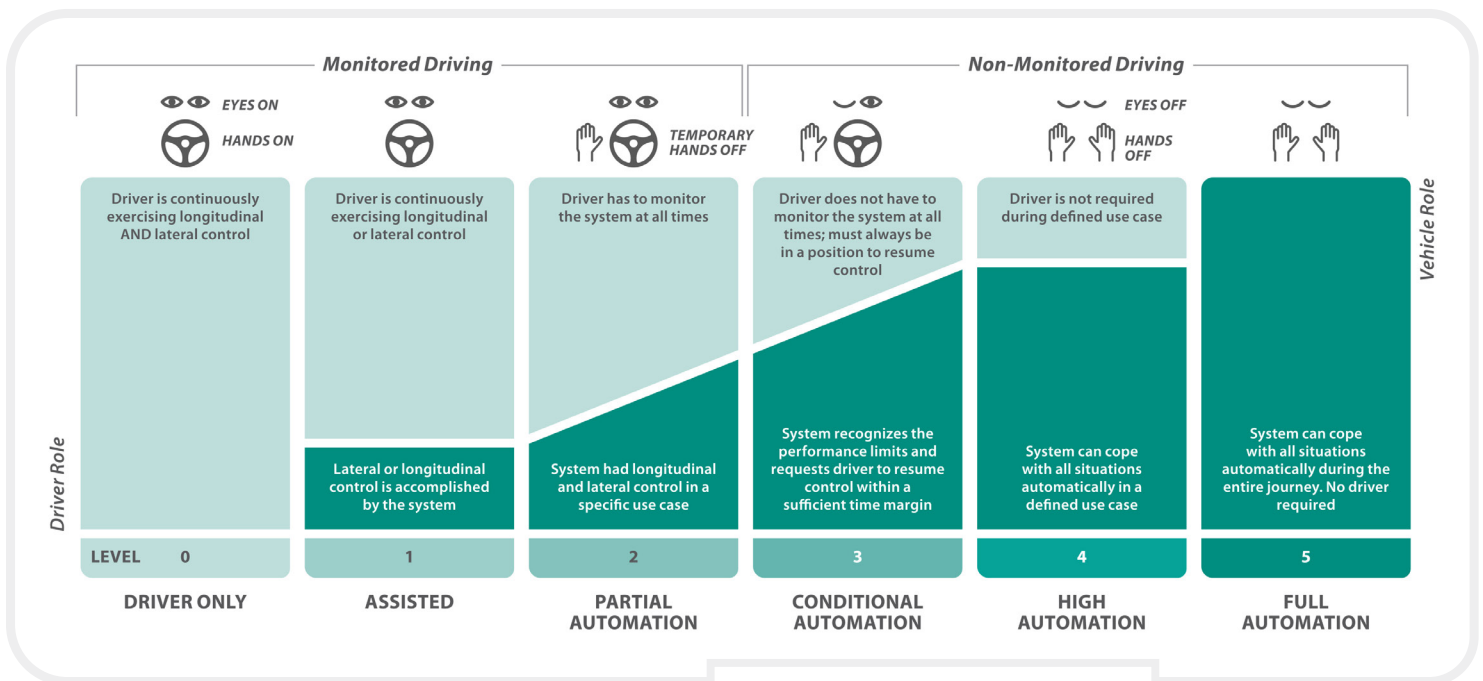 Monitored Driving
Non-Monitored Driving
EYES ON
HANDS ON
TEMPORARY
HANDS OFF
EYES OFF
HANDS
OFF
Driver is continuously
exercising longitudinal
AND lateral control
Driver is continuously
exercising longitudinal
or lateral control
Driver has to monitor
the system at all times
Driver does not have to
monitor the system at all
times; must always be
in a position to resume
control
Driver is not required
during defined use case
Vehicle Role
Driver Role
Lateral or longitudinal
control is accomplished
by the system
System had longitudinal
and lateral control in a
specific use case
System recognizes the
performance limits and
requests driver to resume
control within a
sufficient time margin
System can cope
with all situations
automatically in a
defined use case
System can cope
with all situations
automatically during the
entire journey. No driver
required
LEVEL 0
1
2
3
4
5
DRIVER ONLY
ASSISTED
PARTIAL
AUTOMATION
CONDITIONAL
AUTOMATION
HIGH
AUTOMATION
FULL
AUTOMATION